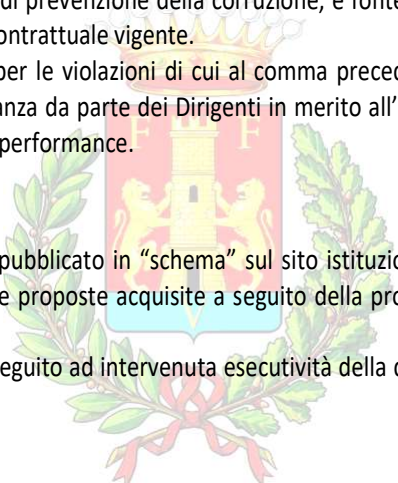 di prevenzione della corruzione, è fonte
ontrattuale vigente.
per le violazioni di cui al comma preced
anza da parte dei Dirigenti in merito all'
performance.
F F
pubblicato in "schema" sul sito istituzio
e proposte acquisite a seguito della pro
V
eguito ad intervenuta esecutività della d